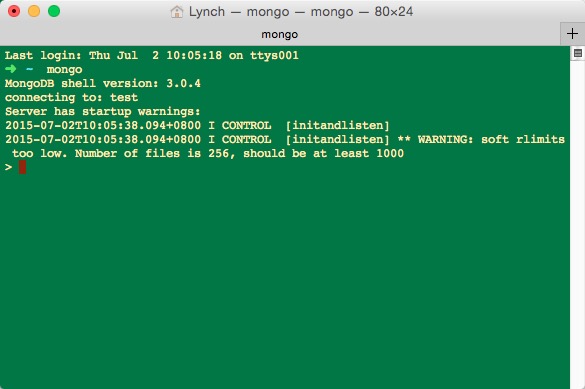 Lynch — mongo — mongo — 80×24
mongo
Last login: Thu Jul  2 10:05:18 on ttys001
➜ ~  mongo
MongoDB shell version: 3.0.4
connecting to: test
Server has startup warnings:
2015-07-02T10:05:38.094+0800 I CONTROL  [initandlisten]
2015-07-02T10:05:38.094+0800 I CONTROL  [initandlisten] ** WARNING: soft rlimits
 too low. Number of files is 256, should be at least 1000
>